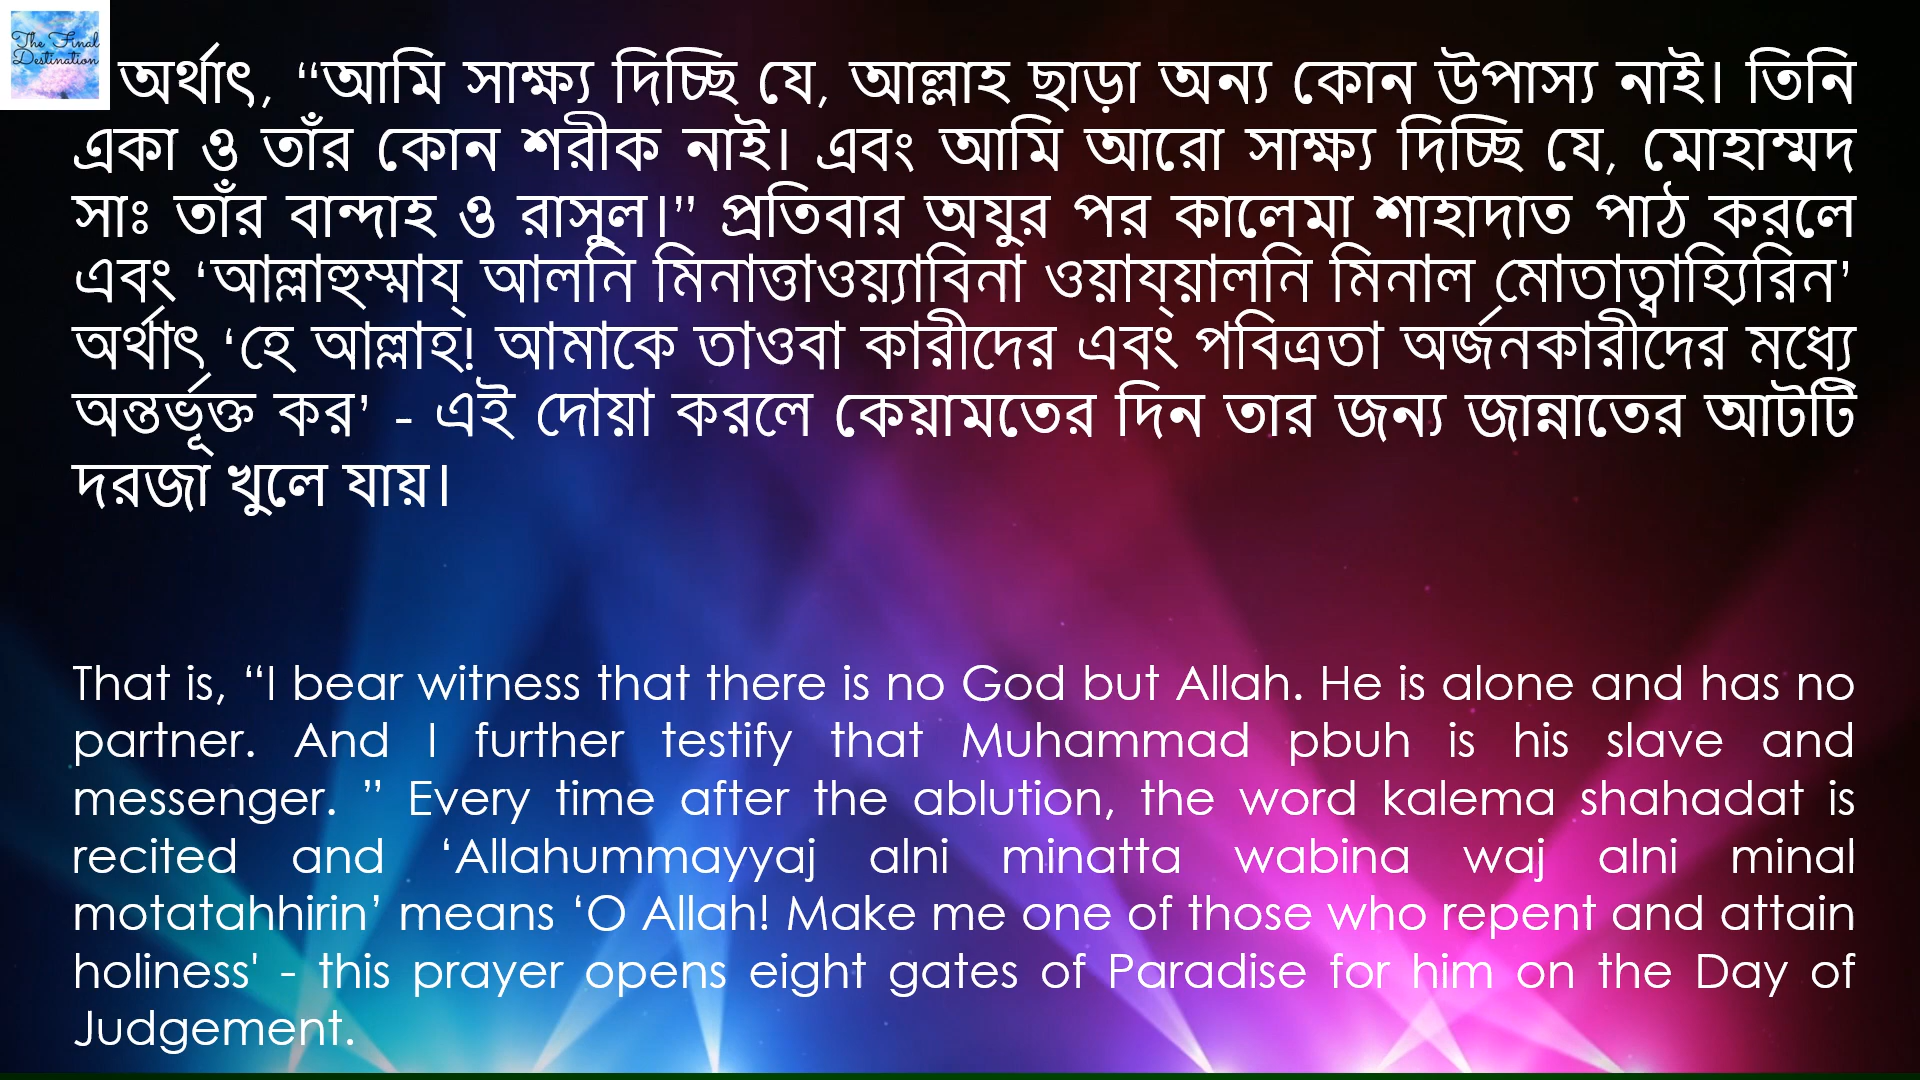 The Final
Destination
অর্থাৎ, “আমি সাক্ষ্য দিচ্ছি যে, আল্লাহ ছাড়া অন্য কোন উপাস্য নাই। তিনি
একা ও তাঁর কোন শরীক নাই। এবং আমি আরো সাক্ষ্য দিচ্ছি যে, মোহাম্মদ
সাঃ তাঁর বান্দাহ ও রাসুল।” প্রতিবার অযুর পর কালেমা শাহাদাত পাঠ করলে
এবং ‘আল্লাহুম্মায্ আলনি মিনাত্তাওয়্যাবিনা ওয়ায্য়ালনি মিনাল মোতাত্বাহ্যিরিন’
অর্থাৎ ‘হে আল্লাহ! আমাকে তাওবা কারীদের এবং পবিত্রতা অর্জনকারীদের মধ্যে
অন্তর্ভূক্ত কর’ - এই দোয়া করলে কেয়ামতের দিন তার জন্য জান্নাতের আটটি
দরজা খুলে যায়।
That is, “I bear witness that there is no God but Allah. He is alone and has no
partner. And I further testify that Muhammad pbuh is his slave and
messenger. ” Every time after the ablution, the word kalema shahadat is
recited and ‘Allahummayyaj alni minatta wabina waj alni minal
motatahhirin’ means ‘O Allah! Make me one of those who repent and attain
holiness' - this prayer opens eight gates of Paradise for him on the Day of
Judgement.